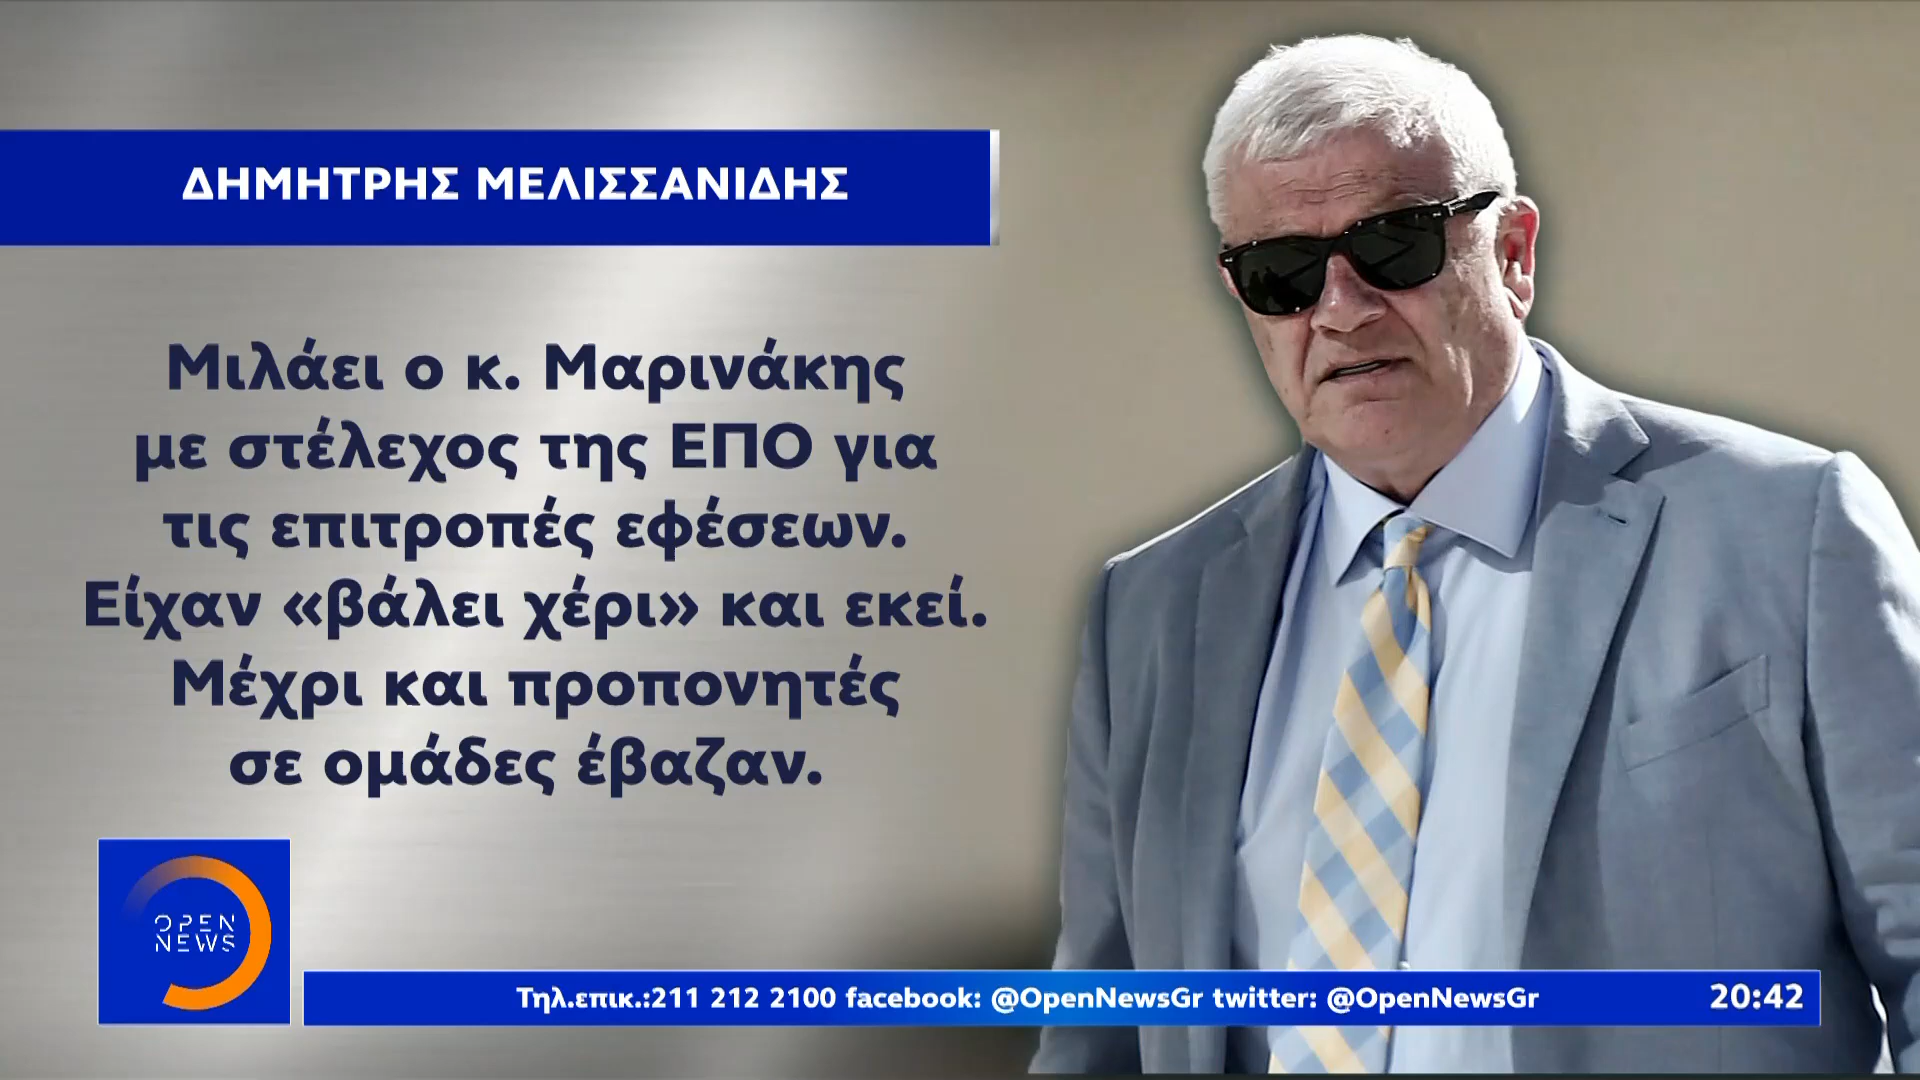 ΔΗΜΗΤΡΗΣ ΜΕΛΙΣΣΑΝΙΔΗΣ
Μιλάει ο κ. Μαρινάκης
με στέλεχος της ΕΠΟ για
τις επιτροπές εφέσεων.
Είχαν «βάλει χέρι» και εκεί.
Μέχρι και προπονητές
σε ομάδες έβαζαν.
OPEN
NEWS
Τηλ.επικ.:211 212 2100 facebook: @OpenNewsGr twitter: @OpenNewsGr 20:42